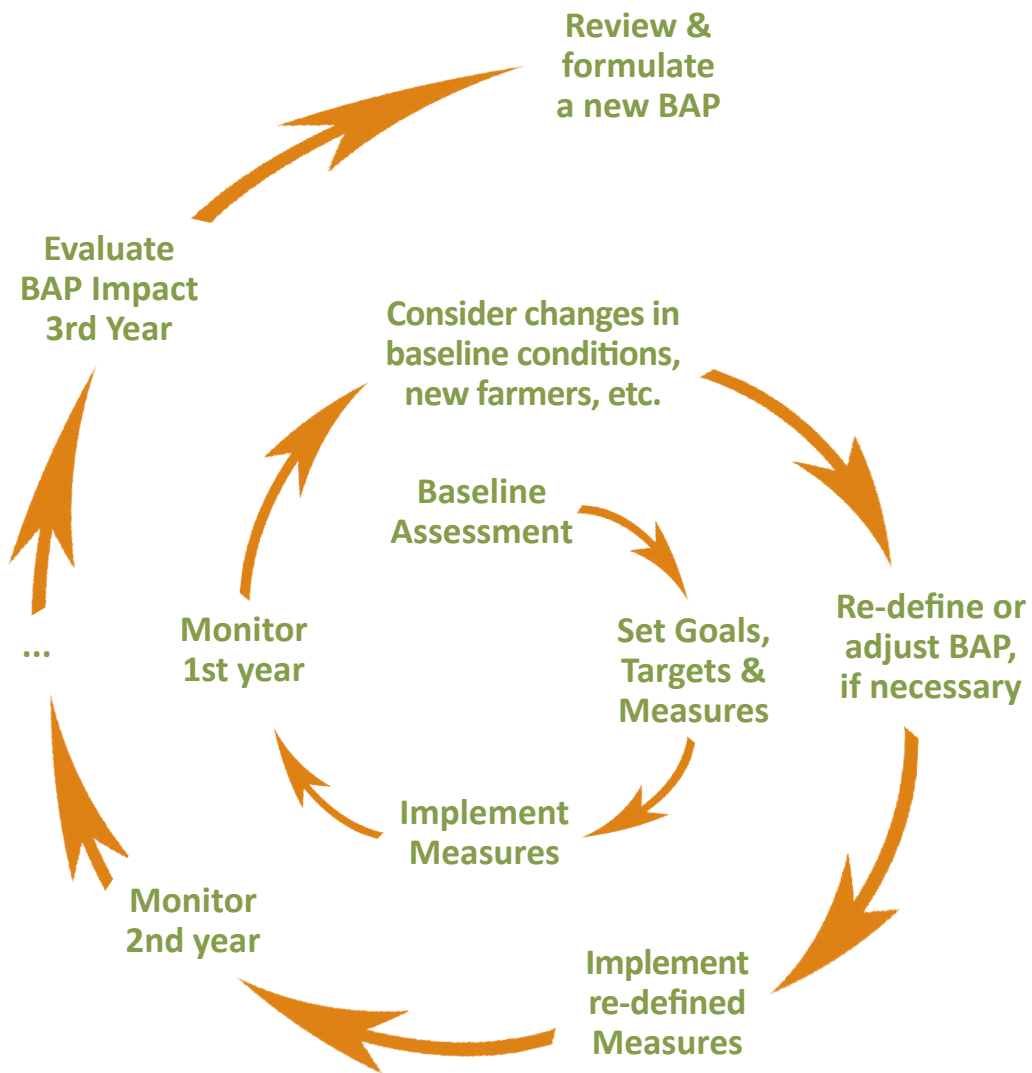 Review &
formulate
a new BAP
Evaluate
BAP Impact
3rd Year
Consider changes in
baseline conditions,
new farmers, etc.
Baseline
Assessment
Set Goals,
Targets &
Measures
Re-define or
adjust BAP,
if necessary
Monitor
1st year
...
Implement
Measures
Monitor
2nd year
Implement
re-defined
Measures